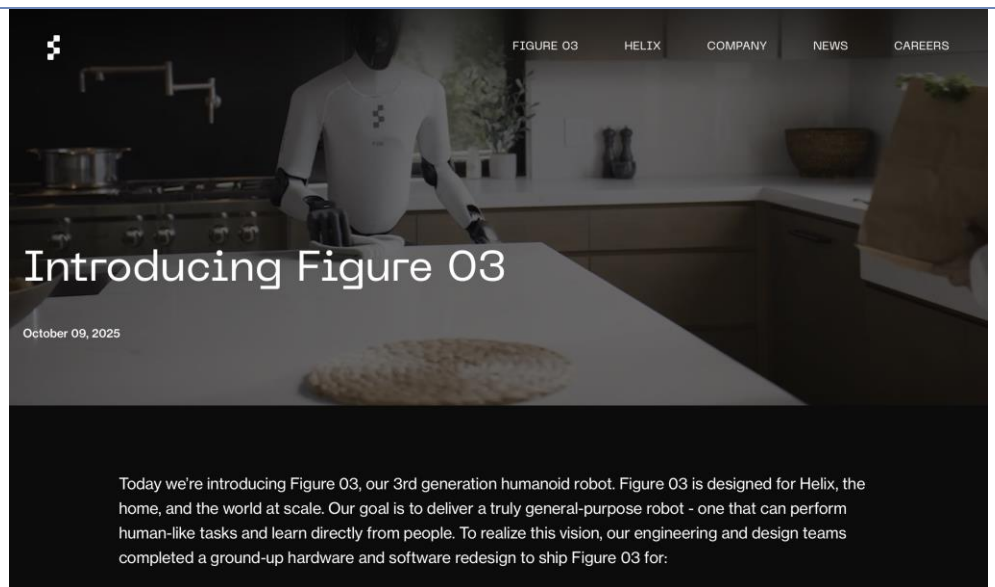 FIGURE 03
HELIX
COMPANY
NEWS
CAREERS
Introducing Figure 03
October 09, 2025
Today we're introducing Figure 03, our 3rd generation humanoid robot. Figure 03 is designed for Helix, the
home, and the world at scale. Our goal is to deliver a truly general-purpose robot - one that can perform
human-like tasks and learn directly from people. To realize this vision, our engineering and design teams
completed a ground-up hardware and software redesign to ship Figure 03 for: